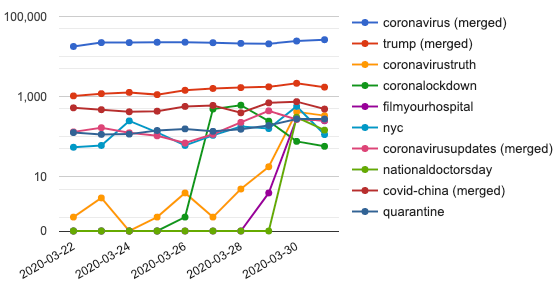 100,000
1,000
10
0
2020-03-22
2020-03-24
2020-03-26
2020-03-28
2020-03-30
coronavirus (merged)
trump (merged)
coronavirustruth
coronalockdown
filmyourhospital
nyc
coronavirusupdates (merged)
nationaldoctorsday
covid-china (merged)
quarantine